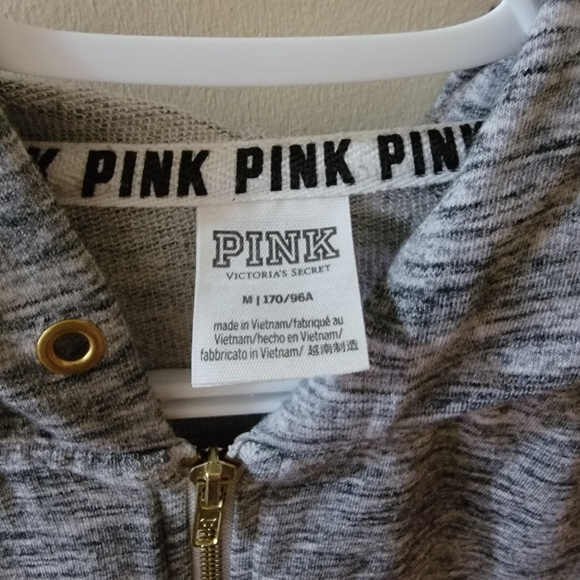 K PINK PINK PINK
PINK
VICTORIA'S SECRET
M | 170/96A
made in Vietnam/fabriqué au
Vietnam/hecho en Vietnam/
fabbricato in Vietnam/ 越南制造